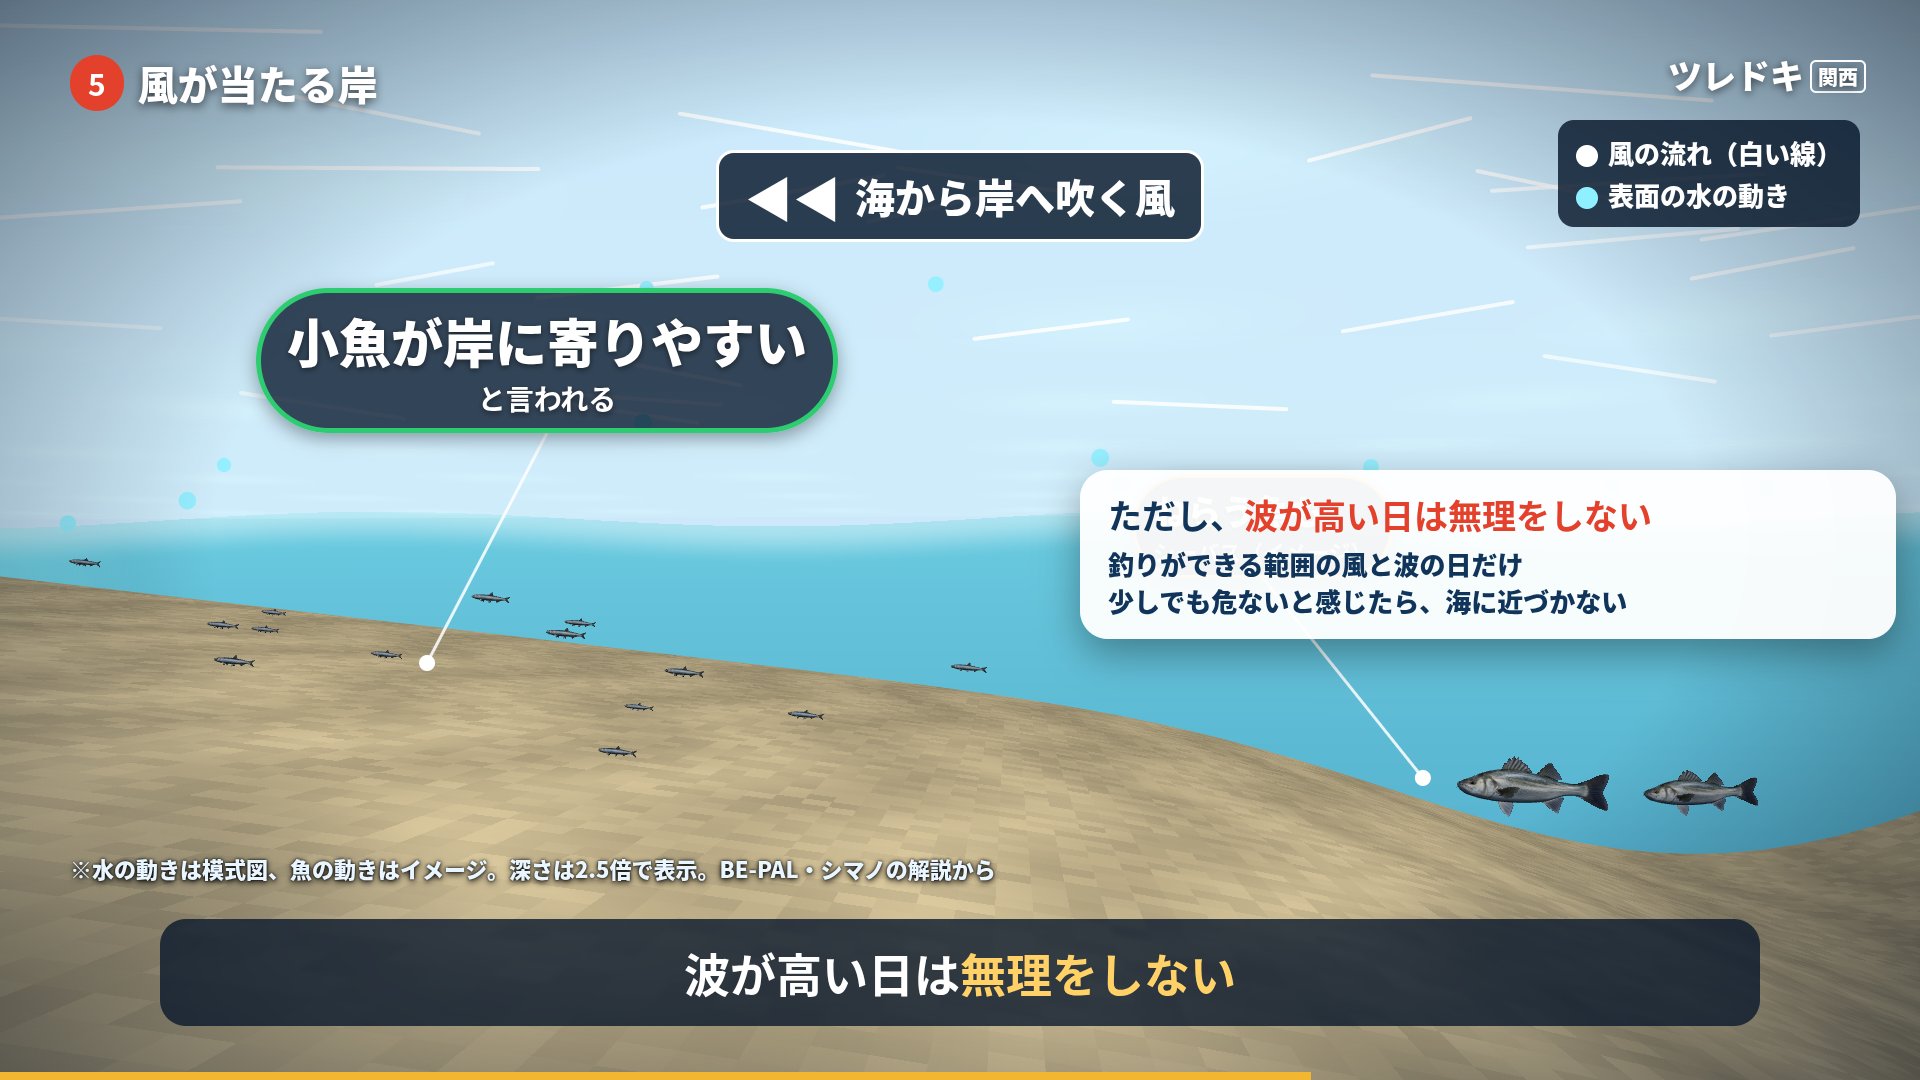 5 風が当たる岸
ツレドキ 関西
風の流れ（白い線）
表面の水の動き
海から岸へ吹く風
小魚が岸に寄りやすい
と言われる
ただし、波が高い日は無理をしない
釣りができる範囲の風と波の日だけ
少しでも危ないと感じたら、海に近づかない
※水の動きは模式図、魚の動きはイメージ。深さは2.5倍で表示。BE-PAL・シマノの解説から
波が高い日は無理をしない